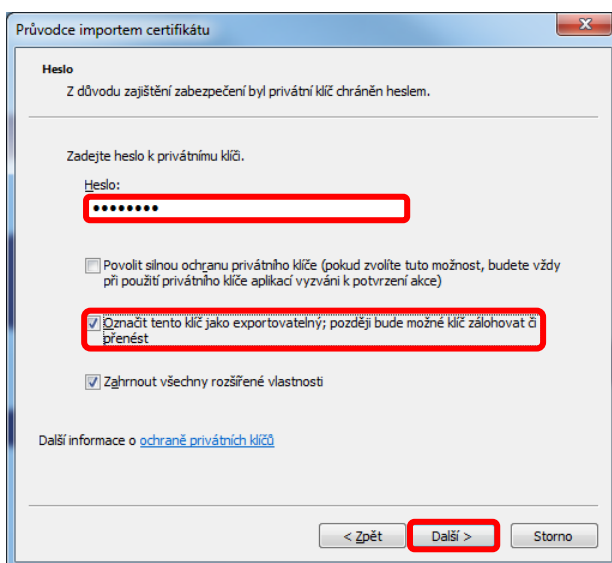 Průvodce importem certifikátu
Heslo
Z důvodu zajištění zabezpečení byl privátní klíč chráněn heslem.
Zadejte heslo k privátnímu klíči.
Heslo:
••••••••
Povolit silnou ochranu privátního klíče (pokud zvolíte tuto možnost, budete vždy
při použití privátního klíče aplikací vyzváni k potvrzení akce)
Označit tento klíč jako exportovatelný; později bude možné klíč zálohovat či
přenést
Zahrnout všechny rozšířené vlastnosti
Další informace o ochraně privátních klíčů
< Zpět
Další >
Storno